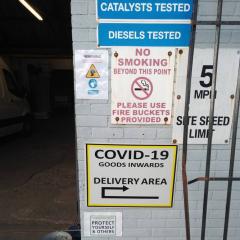 CATALYSTS TESTED
DIESELS TESTED
NO SMOKING
BEYOND THIS POINT
PLEASE USE
FIRE BUCKETS
PROVIDED
5
MPH
SITE SPEED
LIMIT
COVID-19
GOODS INWARDS
DELIVERY AREA
PROTECT
YOURSELF
& OTHERS